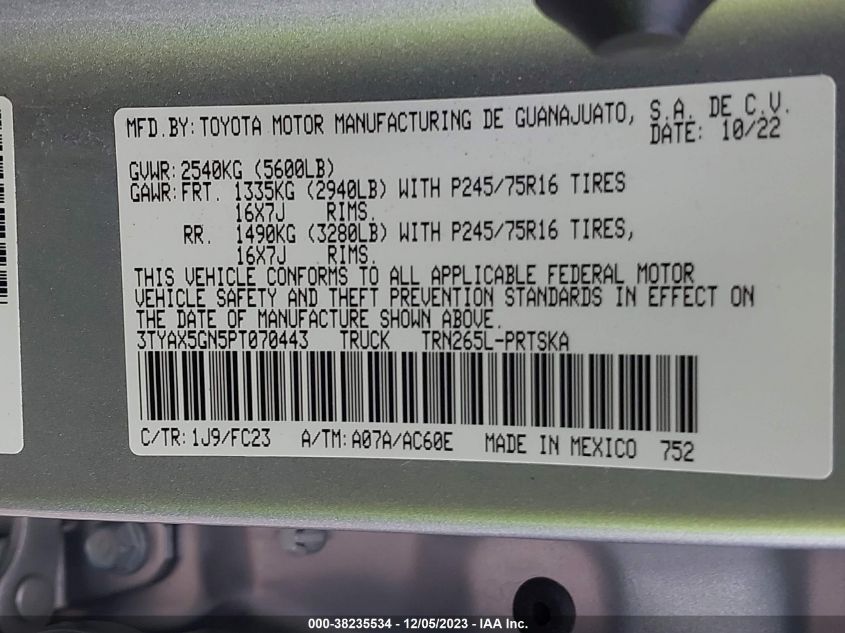 MFD.BY: TOYOTA MOTOR MANUFACTURING DE GUANAJUATO, S.A. DE C.V.
DATE: 10/22
GVWR: 2540KG (5600LB)
GAWR: FRT. 1335KG (2940LB) WITH P245/75R16 TIRES
16X7J RIMS.
RR. 1490KG (3280LB) WITH P245/75R16 TIRES,
16X7J RIMS.
THIS VEHICLE CONFORMS TO ALL APPLICABLE FEDERAL MOTOR
VEHICLE SAFETY AND THEFT PREVENTION STANDARDS IN EFFECT ON
THE DATE OF MANUFACTURE SHOWN ABOVE.
3TYAX5GN5PT070443 TRUCK TRN265L-PRTSKA
C/TR: 1J9/FC23 A/TM: A07A/AC60E MADE IN MEXICO 752
000-38235534 - 12/05/2023 - IAA Inc.